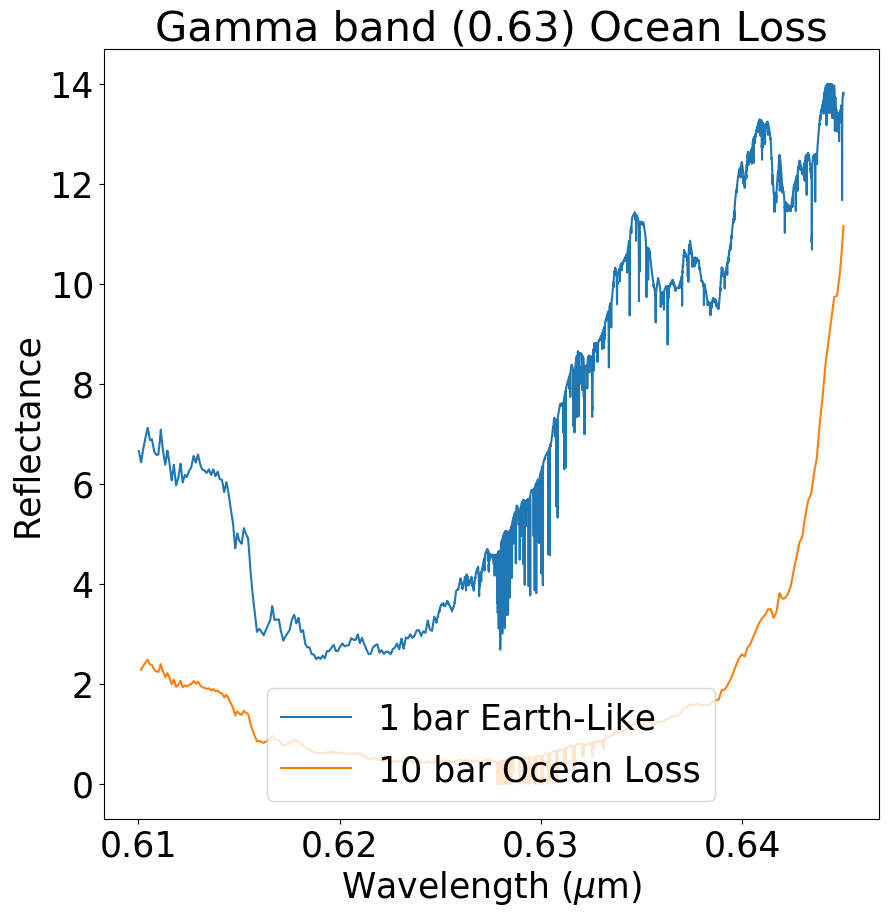 Gamma band (0.63) Ocean Loss
14
12
10
8
6
4
2
0
Reflectance
1 bar Earth-Like
10 bar Ocean Loss
0.61 0.62 0.63 0.64
Wavelength (μm)